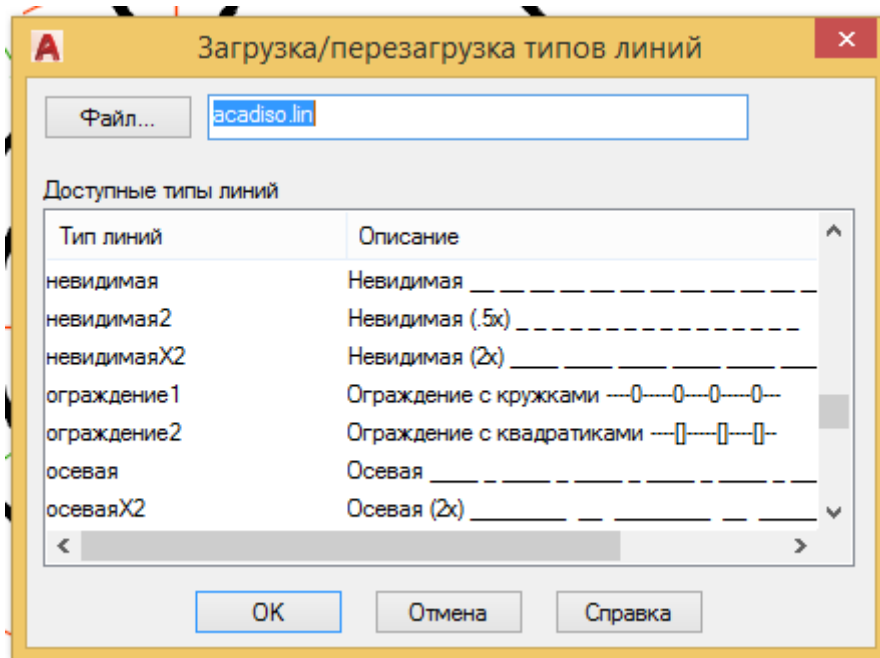 Загрузка/перезагрузка типов линий
Файл... acadiso.lin
Доступные типы линий
Тип линий Описание
невидимая Невидимая __ __ __ __ __ __ __ __ __ __ __ __
невидимая2 Невидимая (.5x) _ _ _ _ _ _ _ _ _ _ _ _ _ _ _ _
невидимаяX2 Невидимая (2x) ____ ____ ____ ____ ____ ___
ограждение1 Ограждение с кружками ----0-----0----0-----0---
ограждение2 Ограждение с квадратиками ----[]-----[]----[]--
осевая Осевая ____ _ ____ _ ____ _ ____ _ ____ _ __
осеваяX2 Осевая (2x) ________ __ ________ __ _____
OK Отмена Справка